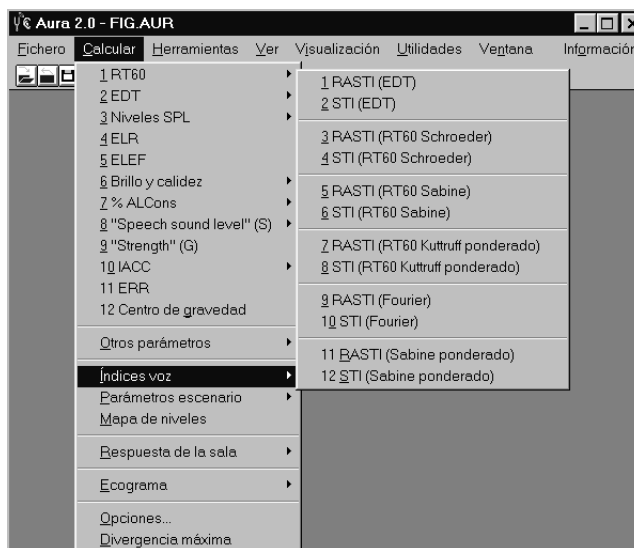 Aura 2.0 - FIG.AUR
Fichero Calcular Herramientas Ver Visualización Utilidades Ventana Información
1 RT60
2 EDT
3 Niveles SPL
4 ELR
5 ELEF
6 Brillo y calidez
7 % ALCons
8 "Speech sound level" (S)
9 "Strength" (G)
10 IACC
11 ERR
12 Centro de gravedad
Otros parámetros
Índices voz
Parámetros escenario
Mapa de niveles
Respuesta de la sala
Ecograma
Opciones...
Divergencia máxima
1 RASTI (EDT)
2 STI (EDT)
3 RASTI (RT60 Schroeder)
4 STI (RT60 Schroeder)
5 RASTI (RT60 Sabine)
6 STI (RT60 Sabine)
7 RASTI (RT60 Kuttruff ponderado)
8 STI (RT60 Kuttruff ponderado)
9 RASTI (Fourier)
10 STI (Fourier)
11 RASTI (Sabine ponderado)
12 STI (Sabine ponderado)